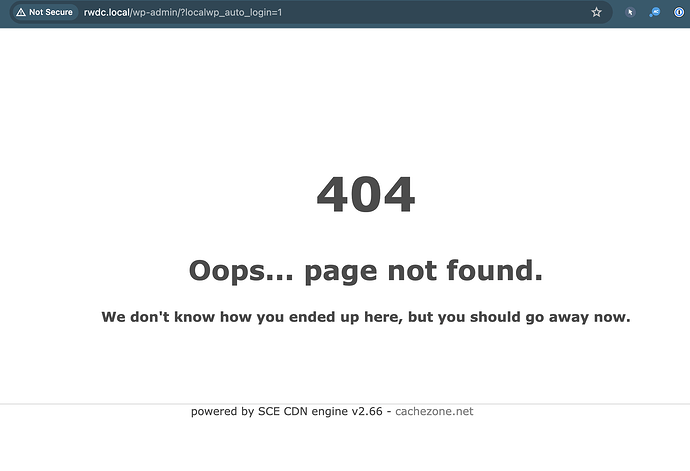 Not Secure rwdc.local/wp-admin/?localwp_auto_login=1
404
Oops... page not found.
We don't know how you ended up here, but you should go away now.
powered by SCE CDN engine v2.66 - cachezone.net